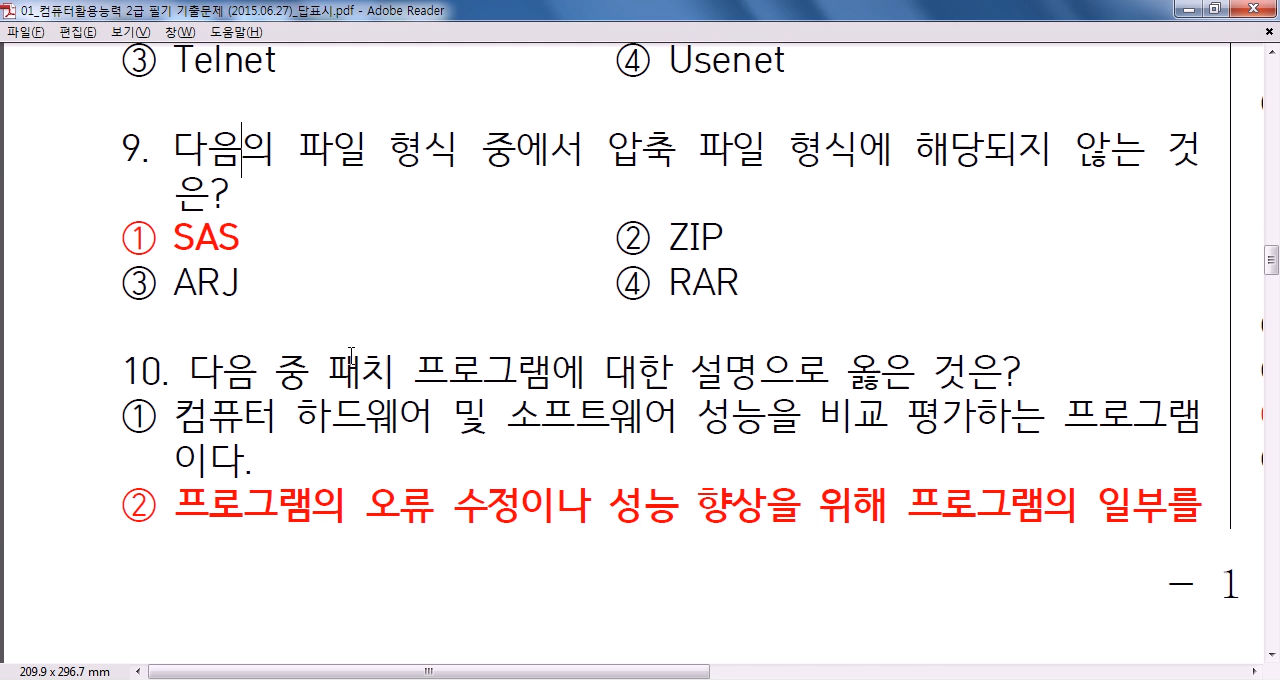 01_컴퓨터활용능력 2급 필기 기출문제 (2015.06.27)_답표시.pdf - Adobe Reader
파일(F) 편집(E) 보기(V) 창(W) 도움말(H)
③ Telnet ④ Usenet
9. 다음의 파일 형식 중에서 압축 파일 형식에 해당되지 않는 것
은?
① SAS ② ZIP
③ ARJ ④ RAR
10. 다음 중 패치 프로그램에 대한 설명으로 옳은 것은?
① 컴퓨터 하드웨어 및 소프트웨어 성능을 비교 평가하는 프로그램
이다.
② 프로그램의 오류 수정이나 성능 향상을 위해 프로그램의 일부를
- 1
209.9 x 296.7 mm